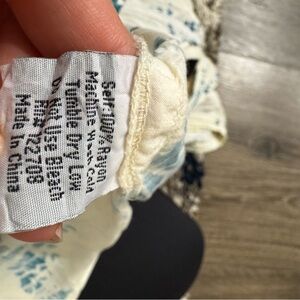 Self: 100% Rayon
Machine Wash Cold
Tumble Dry Low
Do Not Use Bleach
RN# 122708
Made In China